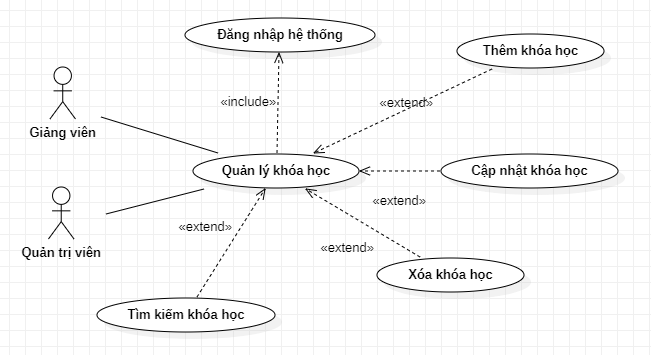 Đăng nhập hệ thống
Thêm khóa học
«include»
«extend»
Giảng viên
Quản lý khóa học
Cập nhật khóa học
«extend»
«extend»
«extend»
Quản trị viên
Xóa khóa học
Tìm kiếm khóa học